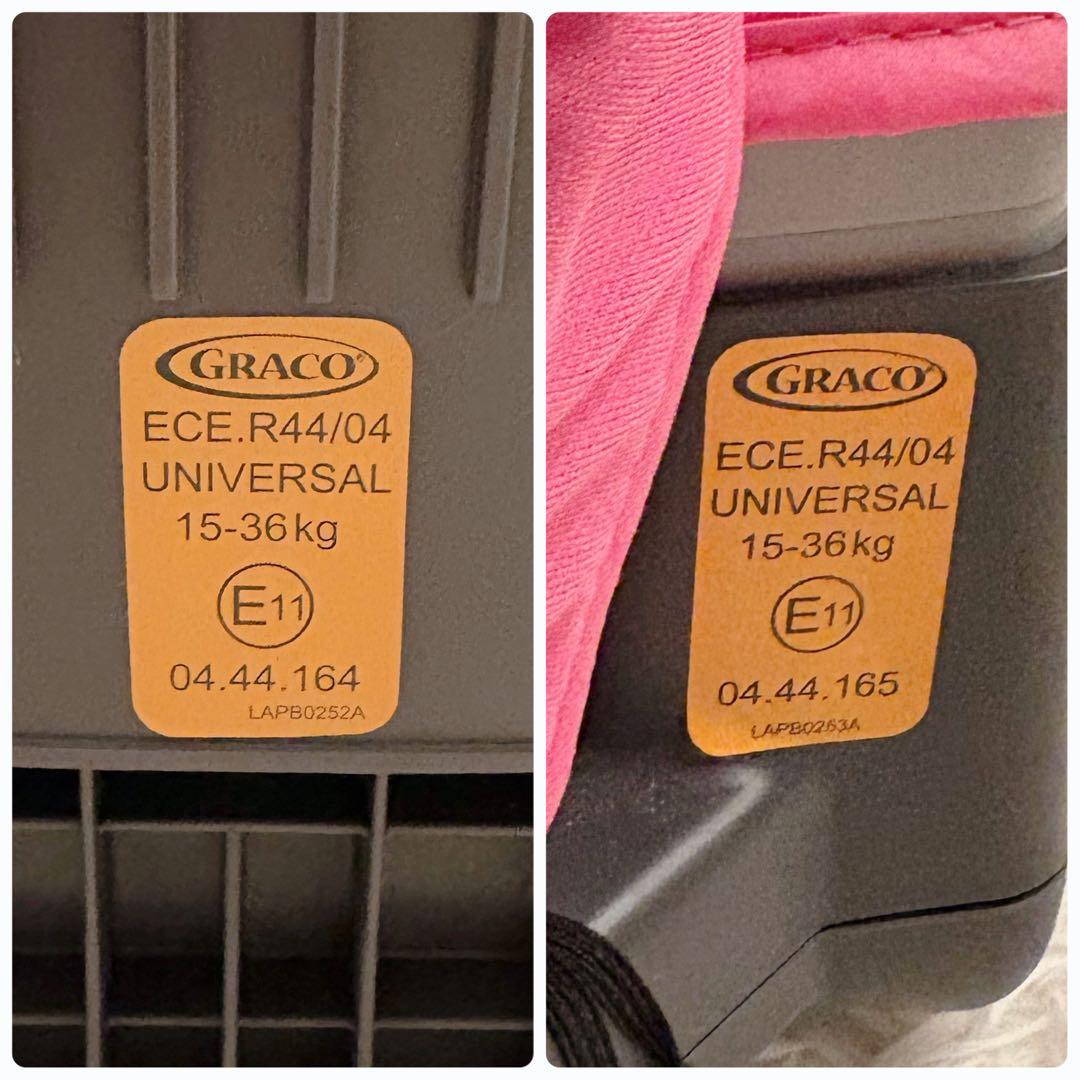 GRACO
ECE.R44/04
UNIVERSAL
15-36kg
E11
04.44.164
LAPB0252A
GRACO
ECE.R44/04
UNIVERSAL
15-36kg
E11
04.44.165
LAPB0263A